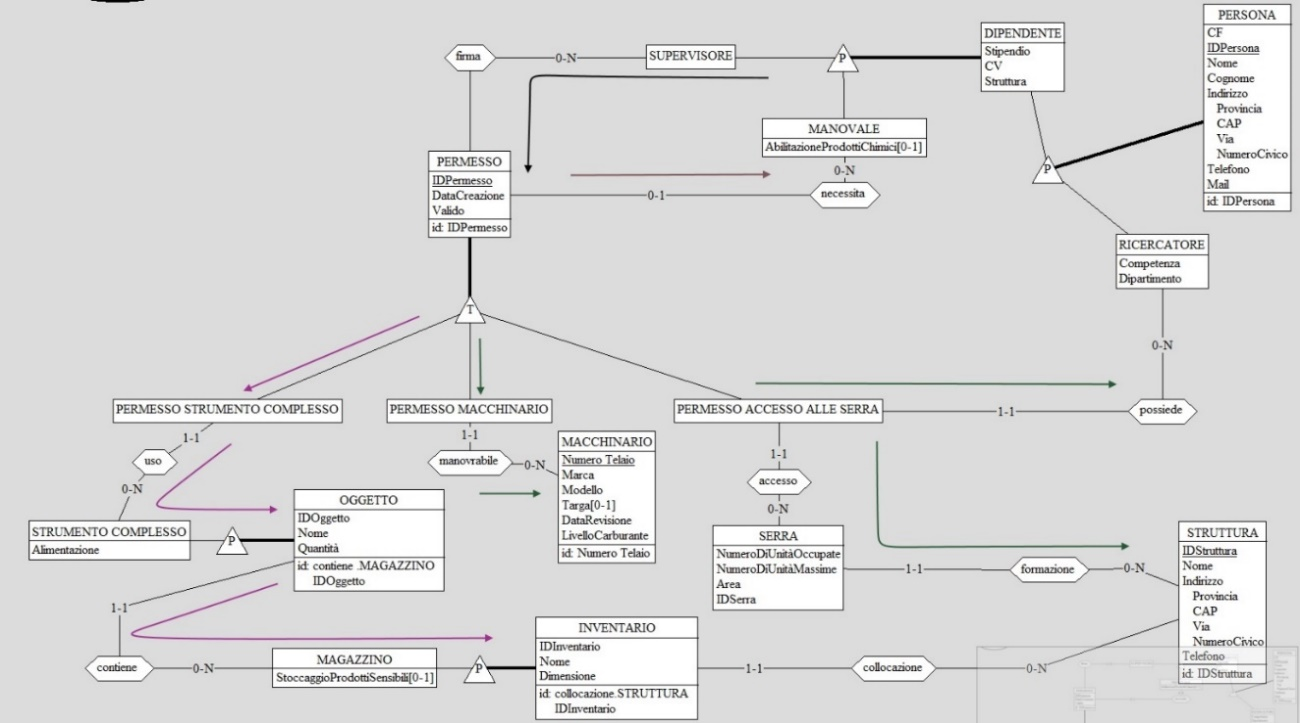 PERSONA
CF
IDPersona
Nome
Cognome
Indirizzo
Provincia
CAP
Via
NumeroCivico
Telefono
Mail
id: IDPersona
DIPENDENTE
Stipendio
CV
Struttura
firma
0-N
SUPERVISORE
P
MANOVALE
AbilitazioneProdottiChimici[0-1]
0-N
necessita
0-1
PERMESSO
IDPermesso
DataCreazione
Valido
id: IDPermesso
P
RICERCATORE
Competenza
Dipartimento
0-N
possiede
1-1
T
PERMESSO STRUMENTO COMPLESSO
PERMESSO MACCHINARIO
PERMESSO ACCESSO ALLE SERRA
1-1
uso
0-N
STRUMENTO COMPLESSO
Alimentazione
P
OGGETTO
IDOggetto
Nome
Quantità
id: contiene .MAGAZZINO
IDOggetto
1-1
manovrabile
0-N
MACCHINARIO
Numero Telaio
Marca
Modello
Targa[0-1]
DataRevisione
LivelloCarburante
id: Numero Telaio
1-1
accesso
0-N
SERRA
NumeroDiUnitàOccupate
NumeroDiUnitàMassime
Area
IDSerra
1-1
formazione
0-N
STRUTTURA
IDStruttura
Nome
Indirizzo
Provincia
CAP
Via
NumeroCivico
Telefono
id: IDStruttura
1-1
contiene
0-N
MAGAZZINO
StoccaggioProdottiSensibili[0-1]
P
INVENTARIO
IDInventario
Nome
Dimensione
id: collocazione.STRUTTURA
IDInventario
1-1
collocazione
0-N